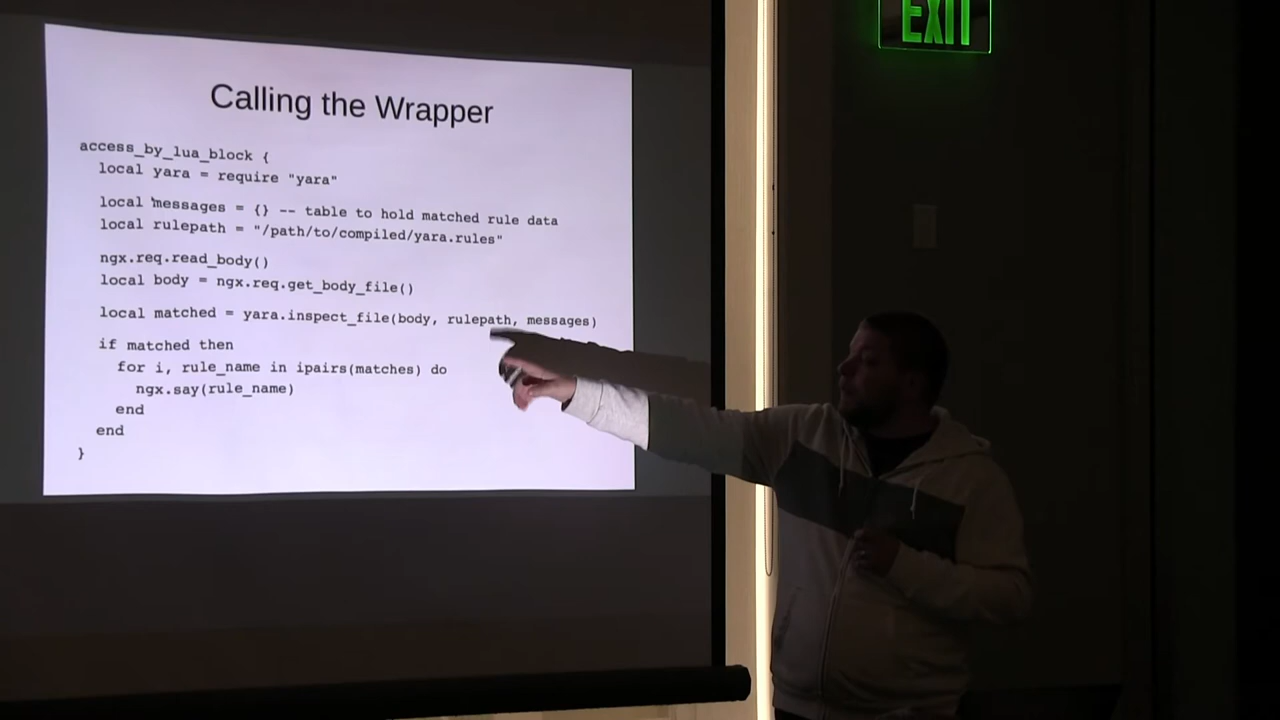 EXIT
Calling the Wrapper
access_by_lua_block {
local yara = require "yara"
local messages = {} -- table to hold matched rule data
local rulepath = "/path/to/compiled/yara.rules"
ngx.req.read_body()
local body = ngx.req.get_body_file()
local matched = yara.inspect_file(body, rulepath, messages)
if matched then
for i, rule_name in ipairs(matches) do
ngx.say(rule_name)
end
end
}